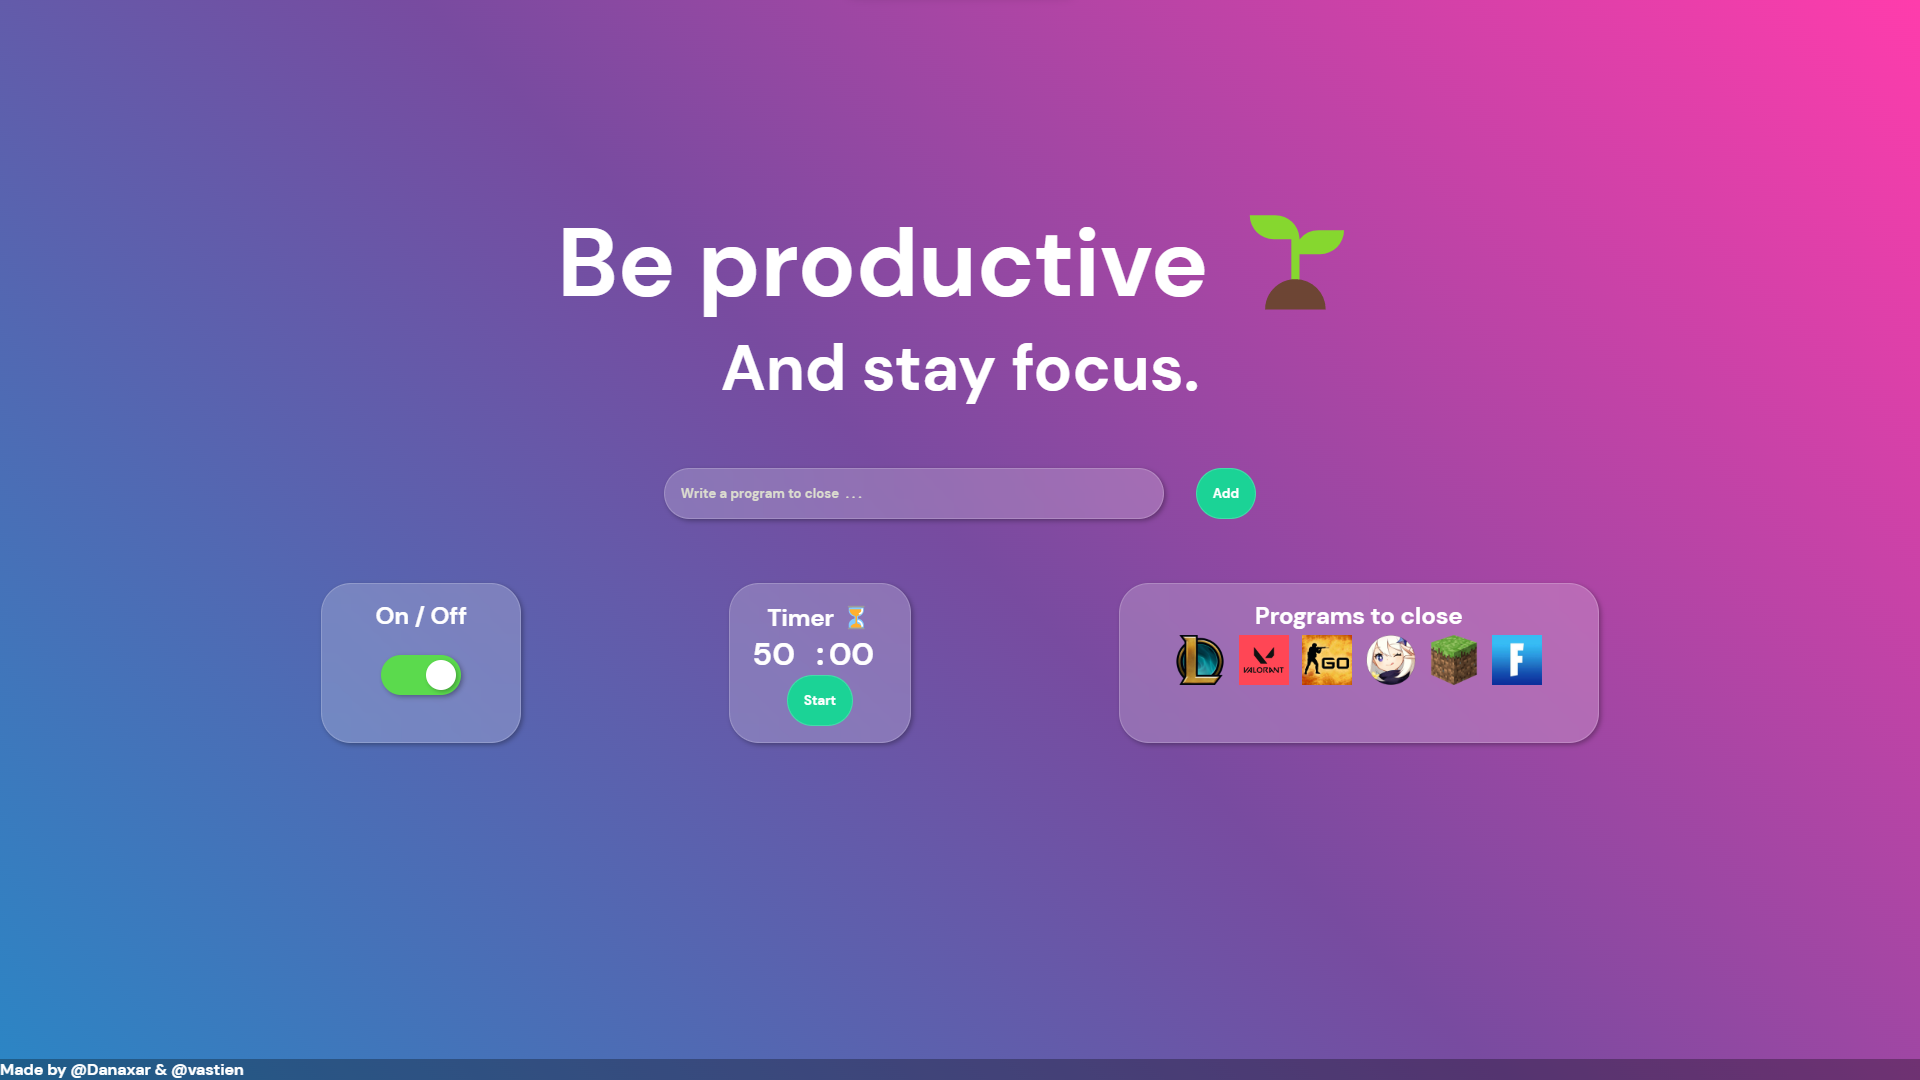 Be productive
And stay focus.
Write a program to close ...
Add
On / Off
Timer ⏳
50 :00
Start
Programs to close
VALORANT
GO
Made by @Danaxar & @vastien